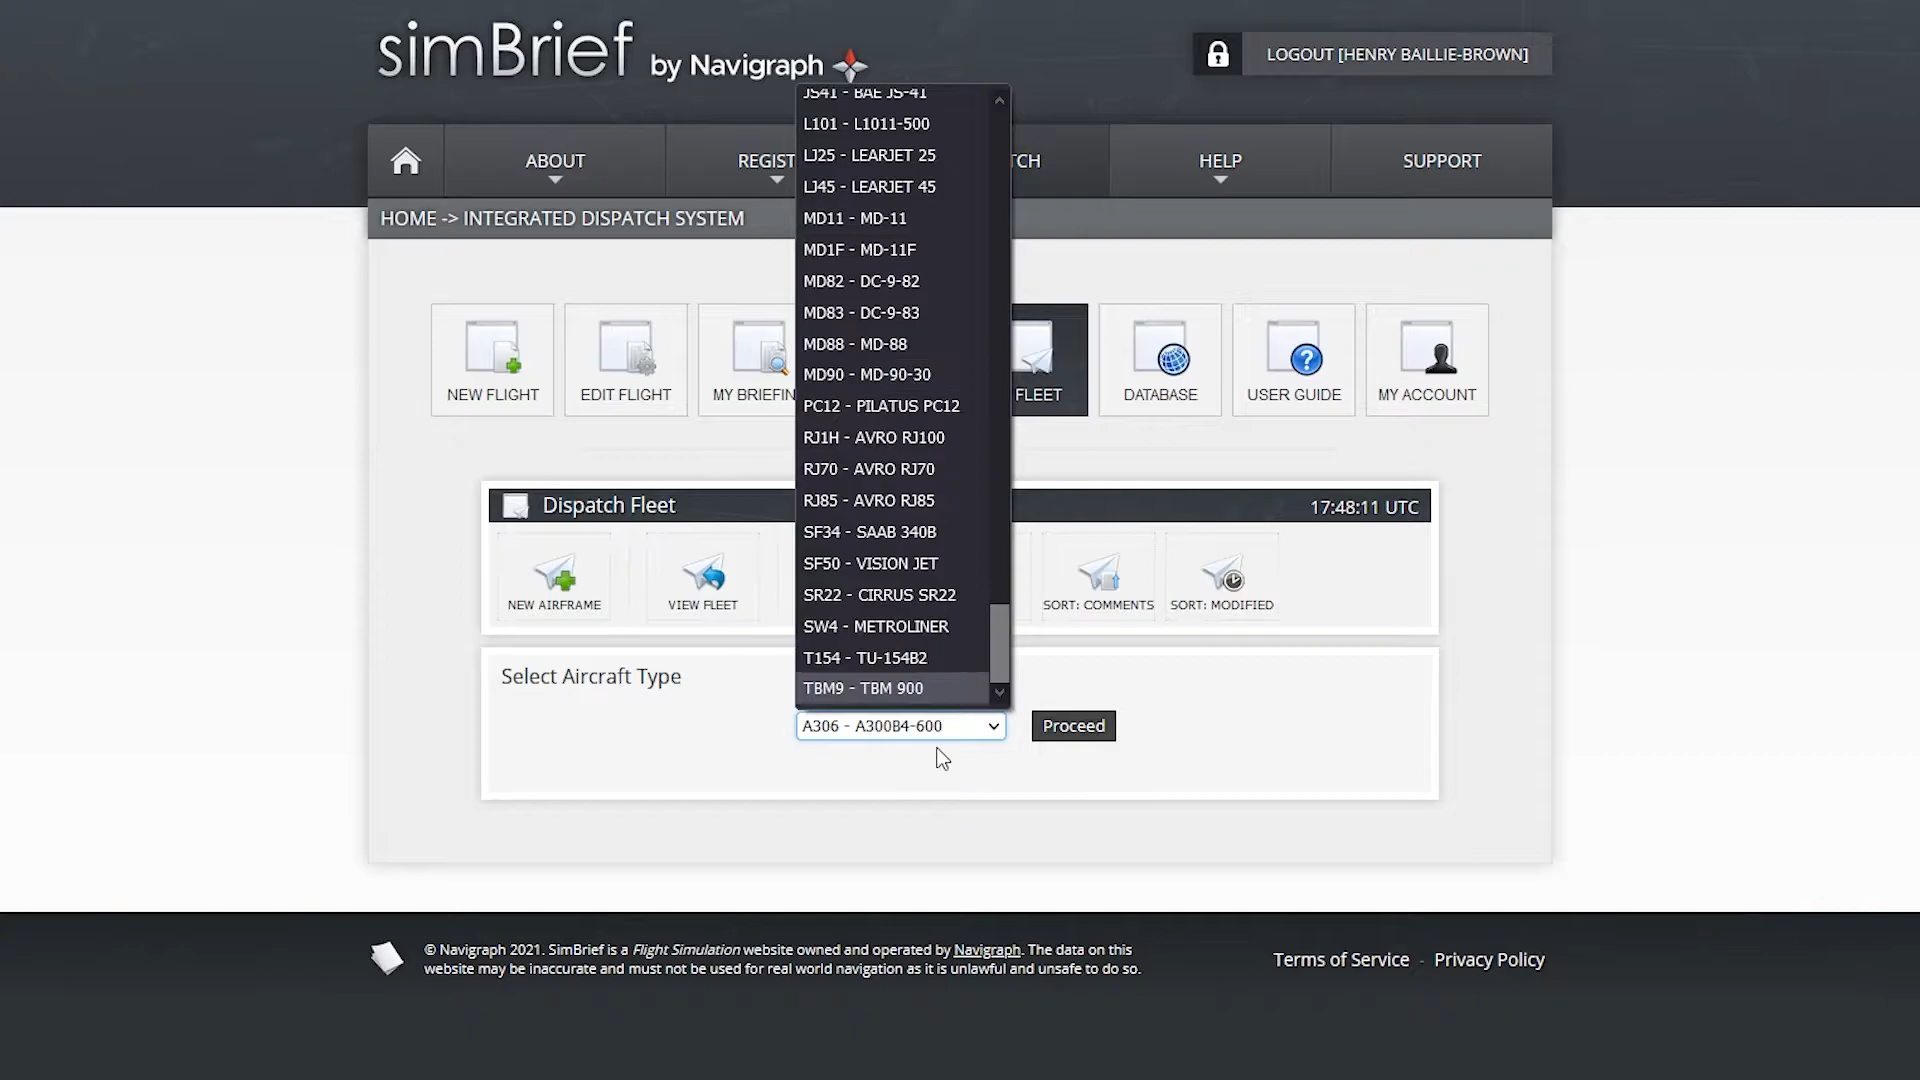 simBrief by Navigraph
LOGOUT [HENRY BAILLIE-BROWN]
ABOUT
REGIST
TCH
HELP
SUPPORT
HOME -> INTEGRATED DISPATCH SYSTEM
JS41 - BAE JS-41
L101 - L1011-500
LJ25 - LEARJET 25
LJ45 - LEARJET 45
MD11 - MD-11
MD1F - MD-11F
MD82 - DC-9-82
MD83 - DC-9-83
MD88 - MD-88
MD90 - MD-90-30
PC12 - PILATUS PC12
RJ1H - AVRO RJ100
RJ70 - AVRO RJ70
RJ85 - AVRO RJ85
SF34 - SAAB 340B
SF50 - VISION JET
SR22 - CIRRUS SR22
SW4 - METROLINER
T154 - TU-154B2
TBM9 - TBM 900
NEW FLIGHT
EDIT FLIGHT
MY BRIEFIN
FLEET
DATABASE
USER GUIDE
MY ACCOUNT
Dispatch Fleet
17:48:11 UTC
NEW AIRFRAME
VIEW FLEET
SORT: COMMENTS
SORT: MODIFIED
Select Aircraft Type
A306 - A300B4-600
Proceed
© Navigraph 2021. SimBrief is a Flight Simulation website owned and operated by Navigraph. The data on this
website may be inaccurate and must not be used for real world navigation as it is unlawful and unsafe to do so.
Terms of Service - Privacy Policy